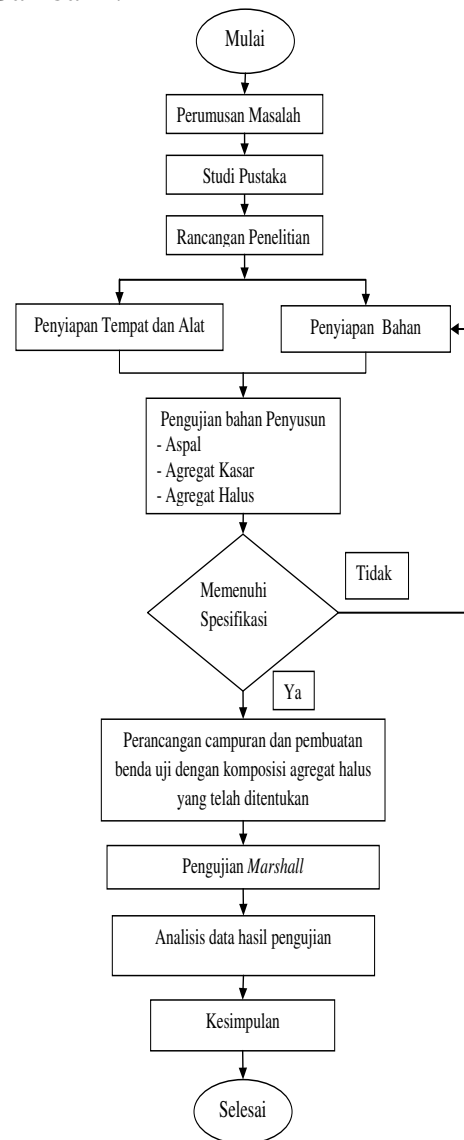 Mulai
Perumusan Masalah
Studi Pustaka
Rancangan Penelitian
Penyiapan Tempat dan Alat
Penyiapan Bahan
Pengujian bahan Penyusun
- Aspal
- Agregat Kasar
- Agregat Halus
Memenuhi
Spesifikasi
Tidak
Ya
Perancangan campuran dan pembuatan
benda uji dengan komposisi agregat halus
yang telah ditentukan
Pengujian Marshall
Analisis data hasil pengujian
Kesimpulan
Selesai